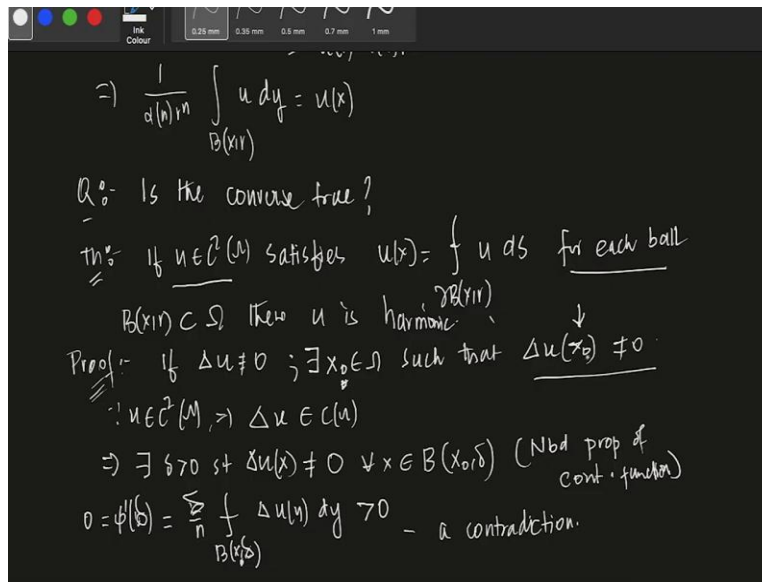 Ink Colour
0.25 mm 0.35 mm 0.5 mm 0.7 mm 1 mm
=) 1/α(n)rⁿ ∫_{B(x,r)} u dy = u(x)
Q:- Is the converse true?
Th:- If u∈C²(Ω) satisfies u(x) = ⨍_{∂B(x,r)} u ds for each ball
B(x,r) ⊂ Ω then u is harmonic.
Proof:- If Δu≢0 ; ∃x₀∈Ω such that Δu(x₀) ≠0.
∵ u∈C²(Ω) => Δu ∈ C(Ω)
=) ∃ δ>0 st Δu(x) ≠ 0 ∀ x ∈ B(x₀,δ) (Nbd prop of cont. function)
0 = φ'(δ) = δ/n ⨍_{B(x,δ)} Δu(y) dy >0 – a contradiction.